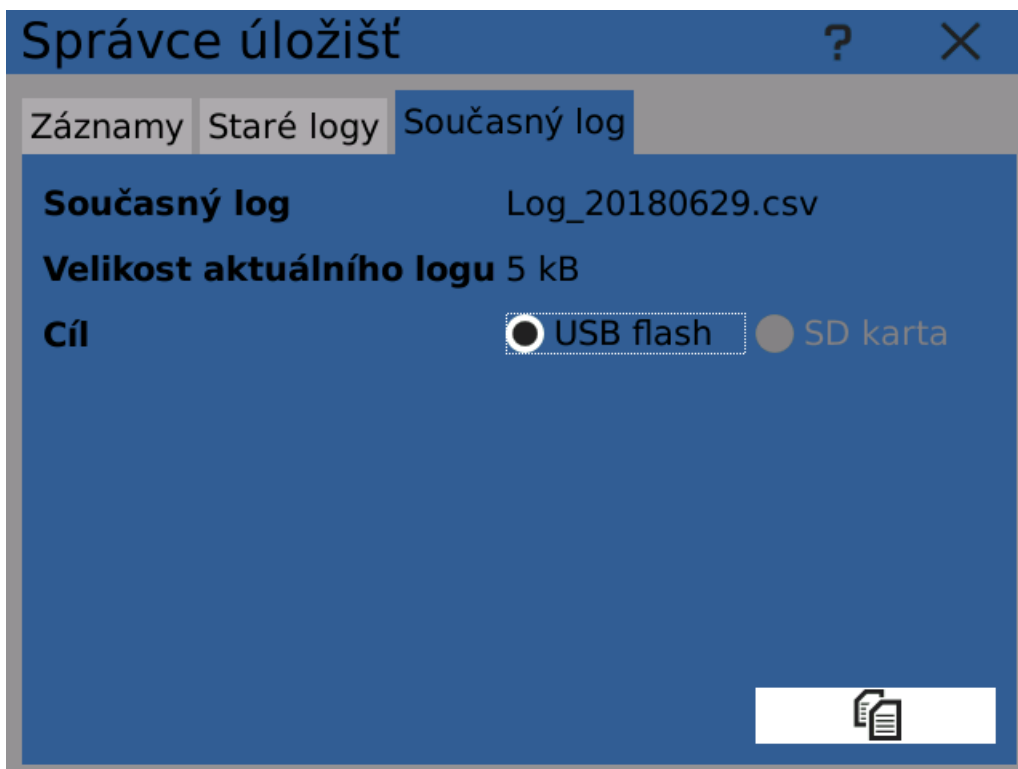 Správce úložišť ?
Záznamy Staré logy Současný log
Současný log Log_20180629.csv
Velikost aktuálního logu 5 kB
Cíl USB flash SD karta